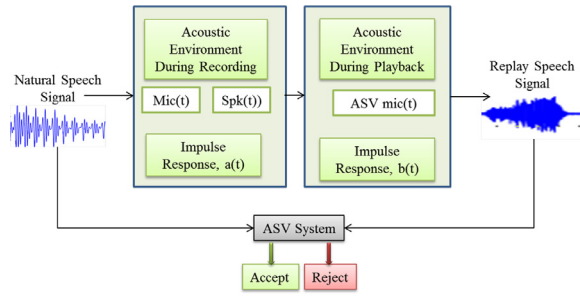 Natural Speech
Signal
Acoustic
Environment
During Recording
Mic(t)
Spk(t))
Impulse
Response, a(t)
Acoustic
Environment
During Playback
ASV mic(t)
Impulse
Response, b(t)
Replay Speech
Signal
ASV System
Accept
Reject